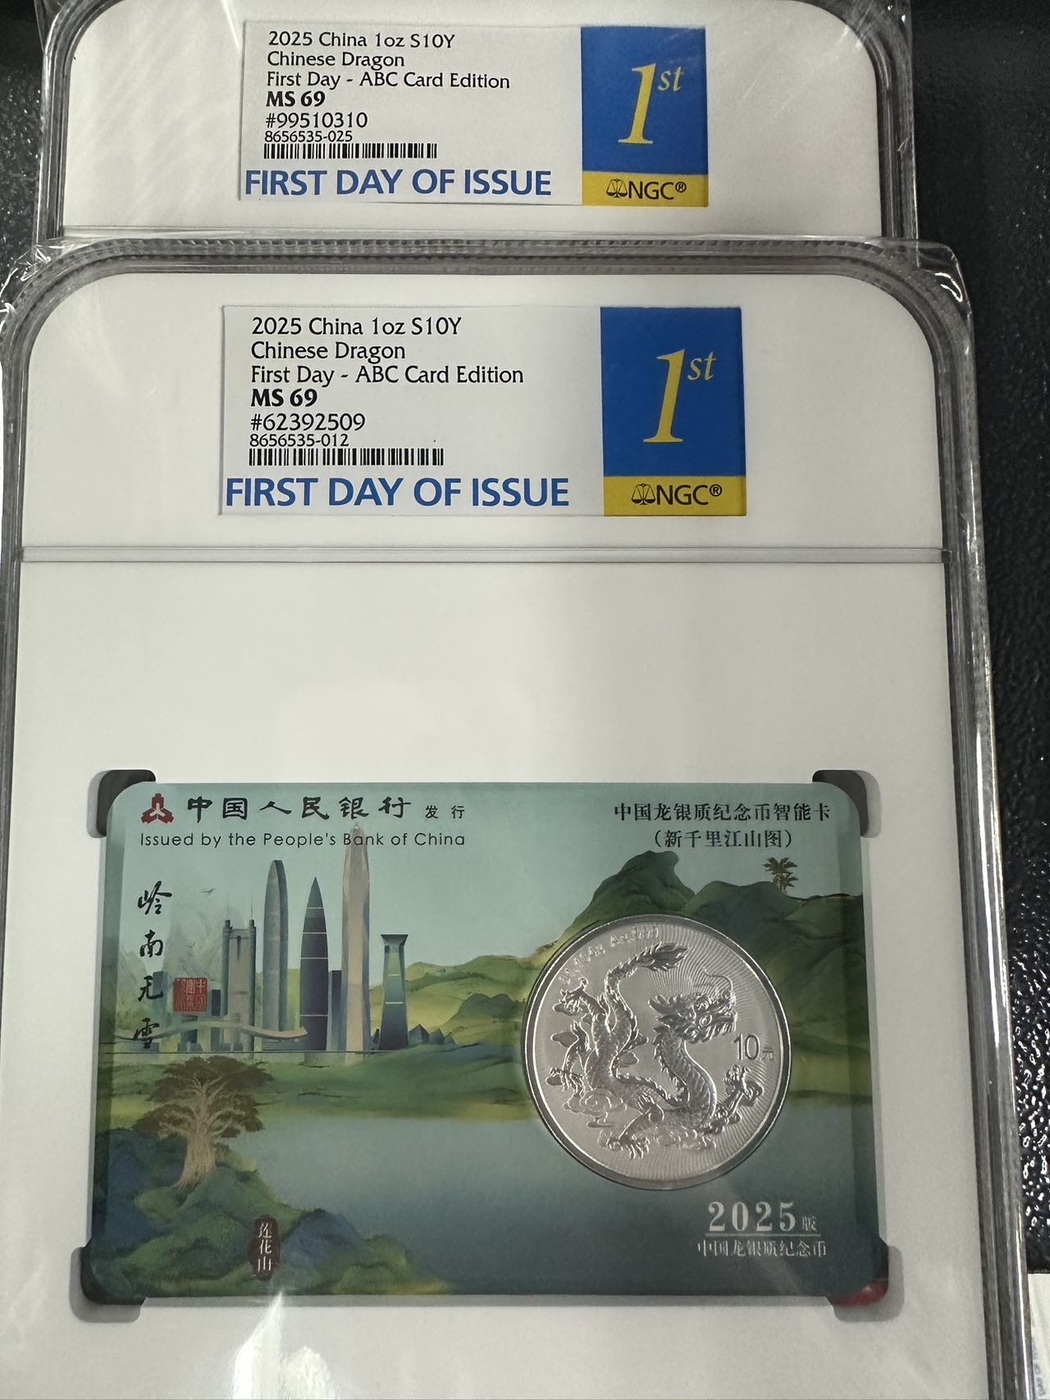 2025 China 1oz S10Y
Chinese Dragon
First Day - ABC Card Edition
MS 69
#99510310
8656535-025
FIRST DAY OF ISSUE
1st
NGC®
2025 China 1oz S10Y
Chinese Dragon
First Day - ABC Card Edition
MS 69
#62392509
8656535-012
FIRST DAY OF ISSUE
1st
NGC®
中国人民银行 发行
Issued by the People's Bank of China
中国龙银质纪念币智能卡
(新千里江山图)
岭南无雪
10元
莲花山
2025版
中国龙银质纪念币